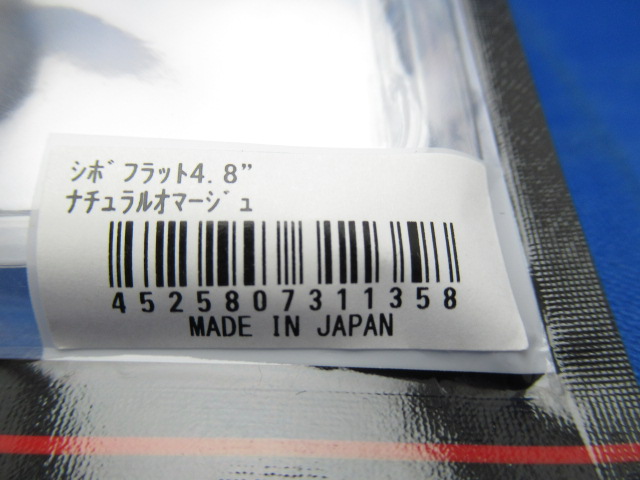 ｼﾎﾞﾌﾗｯﾄ4.8”
ﾅﾁｭﾗﾙｵﾏｰｼﾞｭ
4525807311358
MADE IN JAPAN